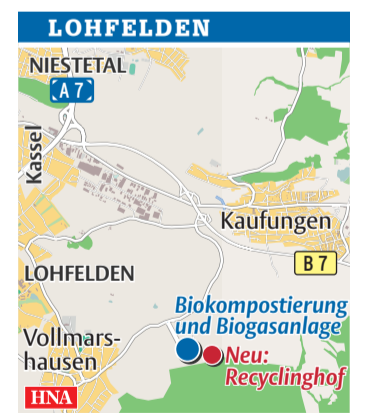 LOHFELDEN
NIESTETAL
A 7
Kassel
Kaufungen
B 7
LOHFELDEN
Biokompostierung
und Biogasanlage
Vollmars-
hausen
Neu:
Recyclinghof
HNA